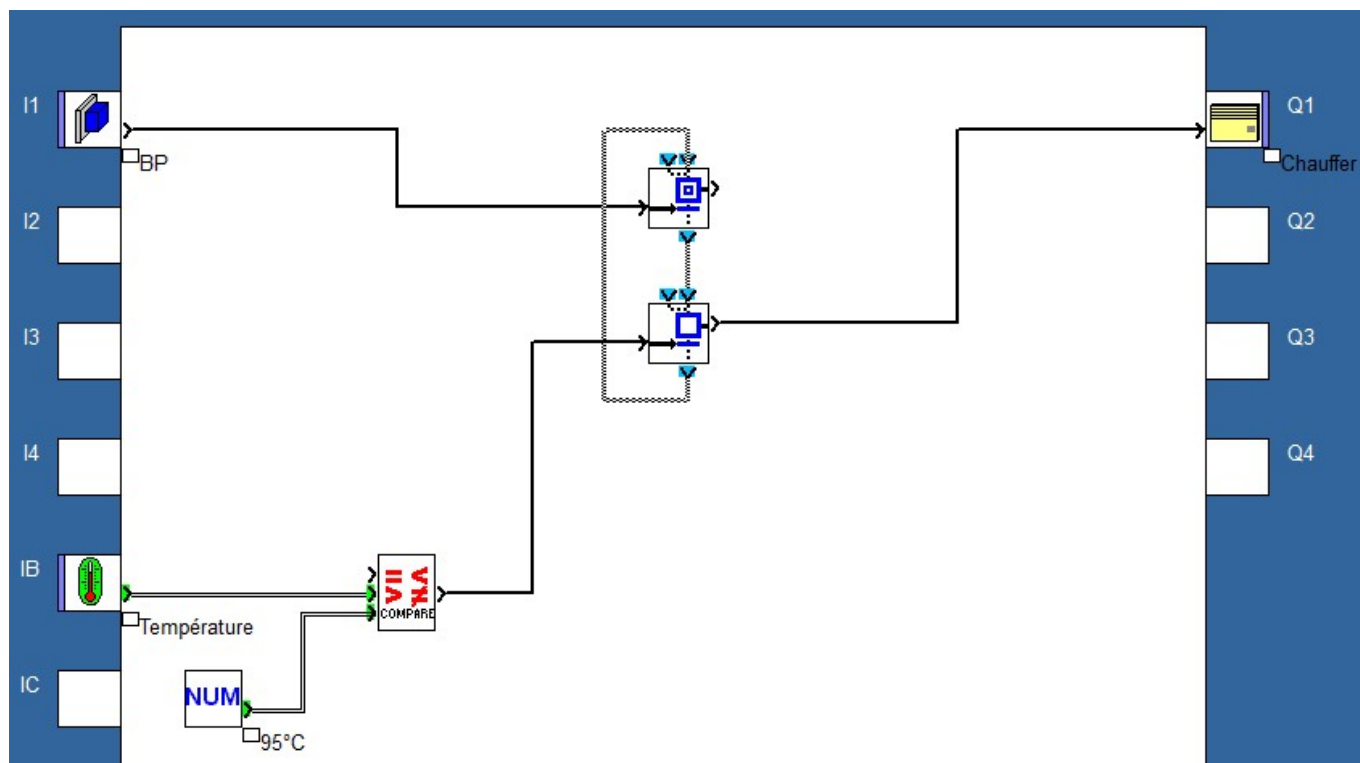 I1
Q1
BP
Chauffer
I2
Q2
I3
Q3
I4
Q4
IB
COMPARE
Température
IC
NUM
95°C